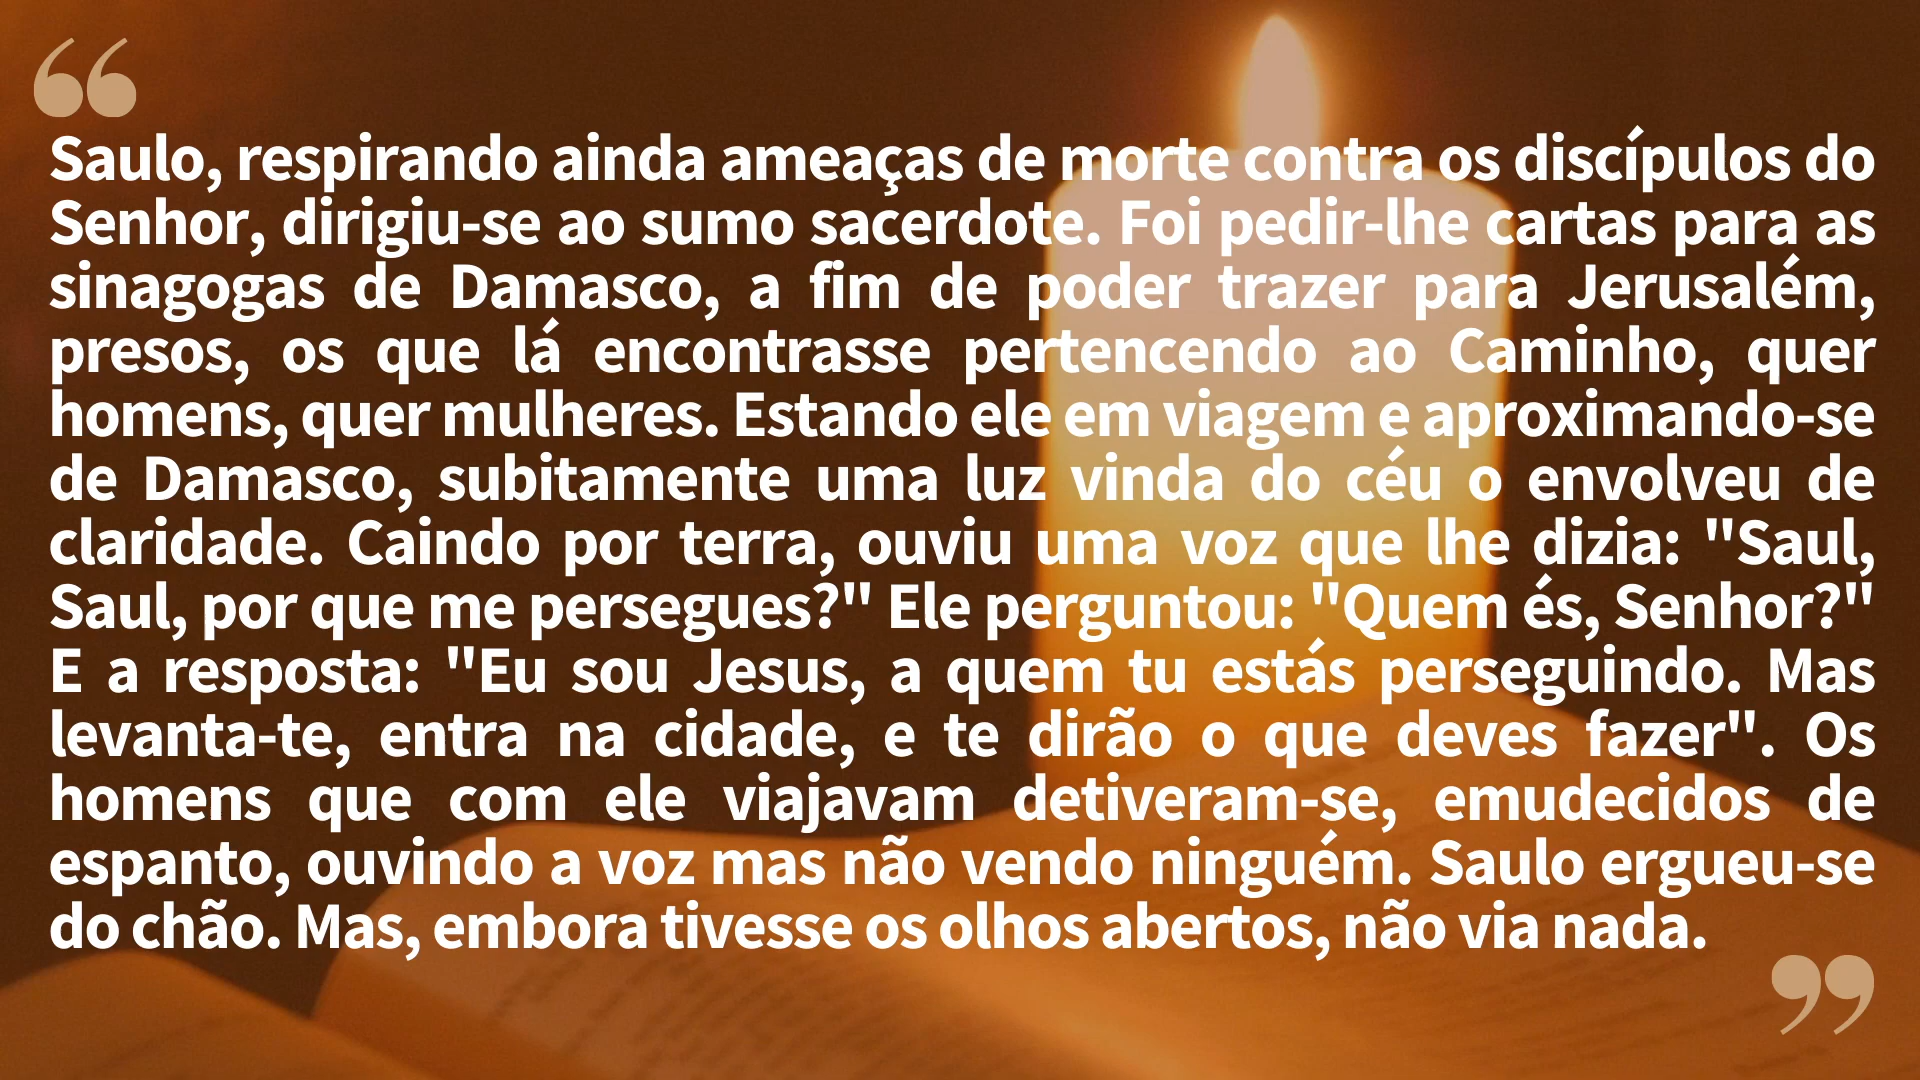 “
Saulo, respirando ainda ameaças de morte contra os discípulos do
Senhor, dirigiu-se ao sumo sacerdote. Foi pedir-lhe cartas para as
sinagogas de Damasco, a fim de poder trazer para Jerusalém,
presos, os que lá encontrasse pertencendo ao Caminho, quer
homens, quer mulheres. Estando ele em viagem e aproximando-se
de Damasco, subitamente uma luz vinda do céu o envolveu de
claridade. Caindo por terra, ouviu uma voz que lhe dizia: "Saul,
Saul, por que me persegues?" Ele perguntou: "Quem és, Senhor?"
E a resposta: "Eu sou Jesus, a quem tu estás perseguindo. Mas
levanta-te, entra na cidade, e te dirão o que deves fazer". Os
homens que com ele viajavam detiveram-se, emudecidos de
espanto, ouvindo a voz mas não vendo ninguém. Saulo ergueu-se
do chão. Mas, embora tivesse os olhos abertos, não via nada.
”